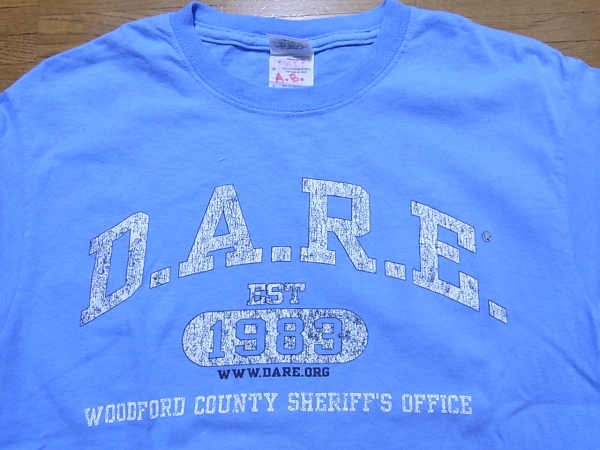 A.B.
D.A.R.E.®
EST
1983
WWW.DARE.ORG
WOODFORD COUNTY SHERIFF'S OFFICE